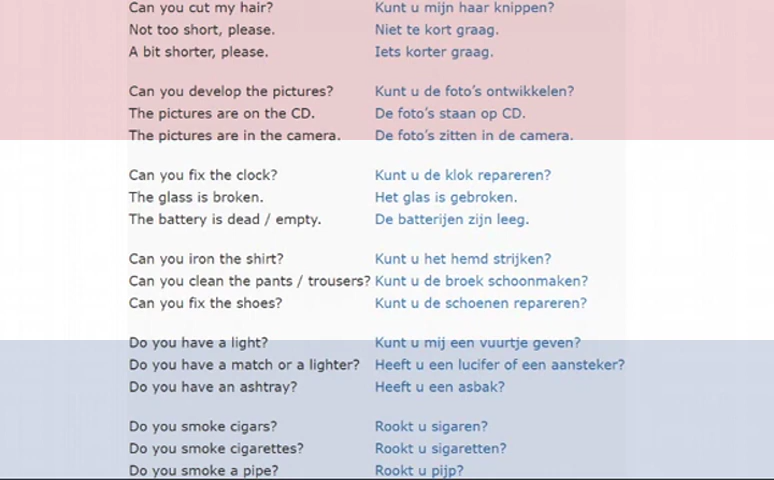 Can you cut my hair? Kunt u mijn haar knippen?
Not too short, please. Niet te kort graag.
A bit shorter, please. Iets korter graag.
Can you develop the pictures? Kunt u de foto's ontwikkelen?
The pictures are on the CD. De foto's staan op CD.
The pictures are in the camera. De foto's zitten in de camera.
Can you fix the clock? Kunt u de klok repareren?
The glass is broken. Het glas is gebroken.
The battery is dead / empty. De batterijen zijn leeg.
Can you iron the shirt? Kunt u het hemd strijken?
Can you clean the pants / trousers? Kunt u de broek schoonmaken?
Can you fix the shoes? Kunt u de schoenen repareren?
Do you have a light? Kunt u mij een vuurtje geven?
Do you have a match or a lighter? Heeft u een lucifer of een aansteker?
Do you have an ashtray? Heeft u een asbak?
Do you smoke cigars? Rookt u sigaren?
Do you smoke cigarettes? Rookt u sigaretten?
Do you smoke a pipe? Rookt u pijp?